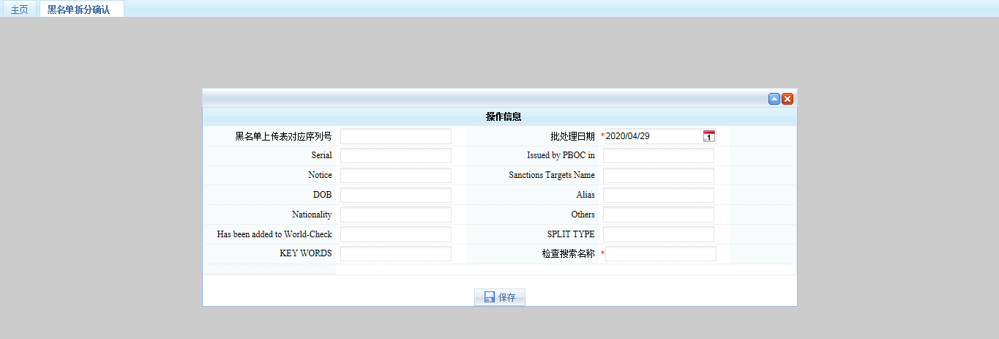 主页 黑名单拆分确认
操作信息
黑名单上传表对应序列号 批处理日期 *2020/04/29 1
Serial Issued by PBOC in
Notice Sanctions Targets Name
DOB Alias
Nationality Others
Has been added to World-Check SPLIT TYPE
KEY WORDS 检查搜索名称 *
保存